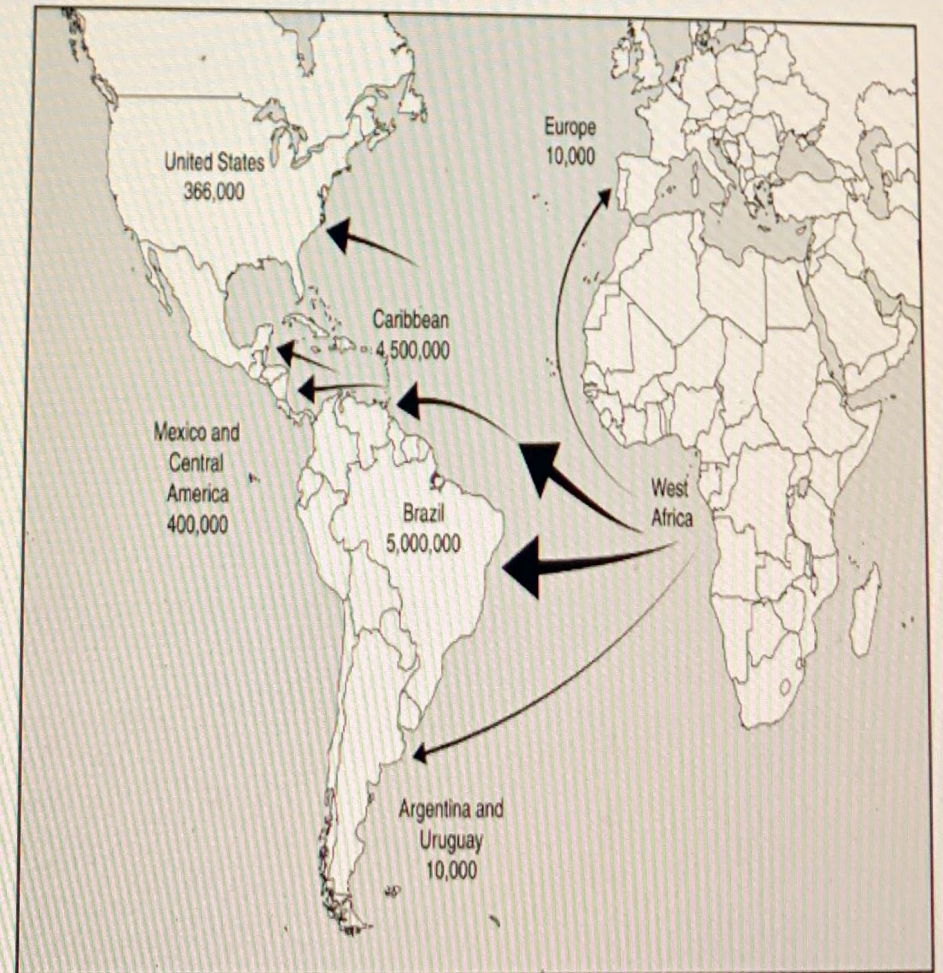 United States
366,000
Europe
10,000
Caribbean
4,500,000
Mexico and
Central
America
400,000
Brazil
5,000,000
West
Africa
Argentina and
Uruguay
10,000